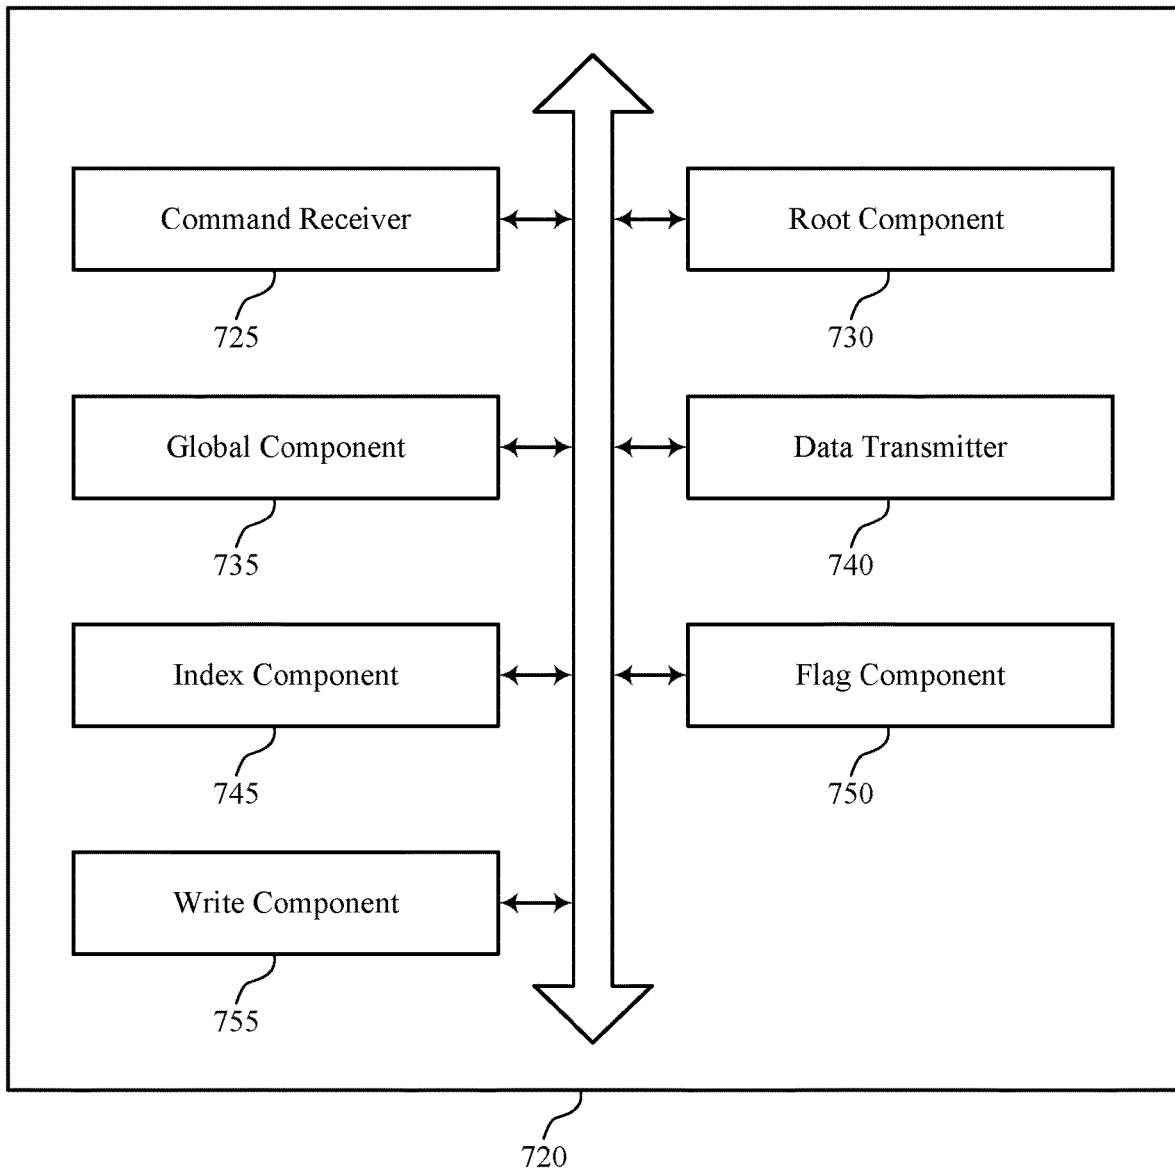 Command Receiver
Root Component
725
730
Global Component
Data Transmitter
735
740
Index Component
Flag Component
745
750
Write Component
755
720